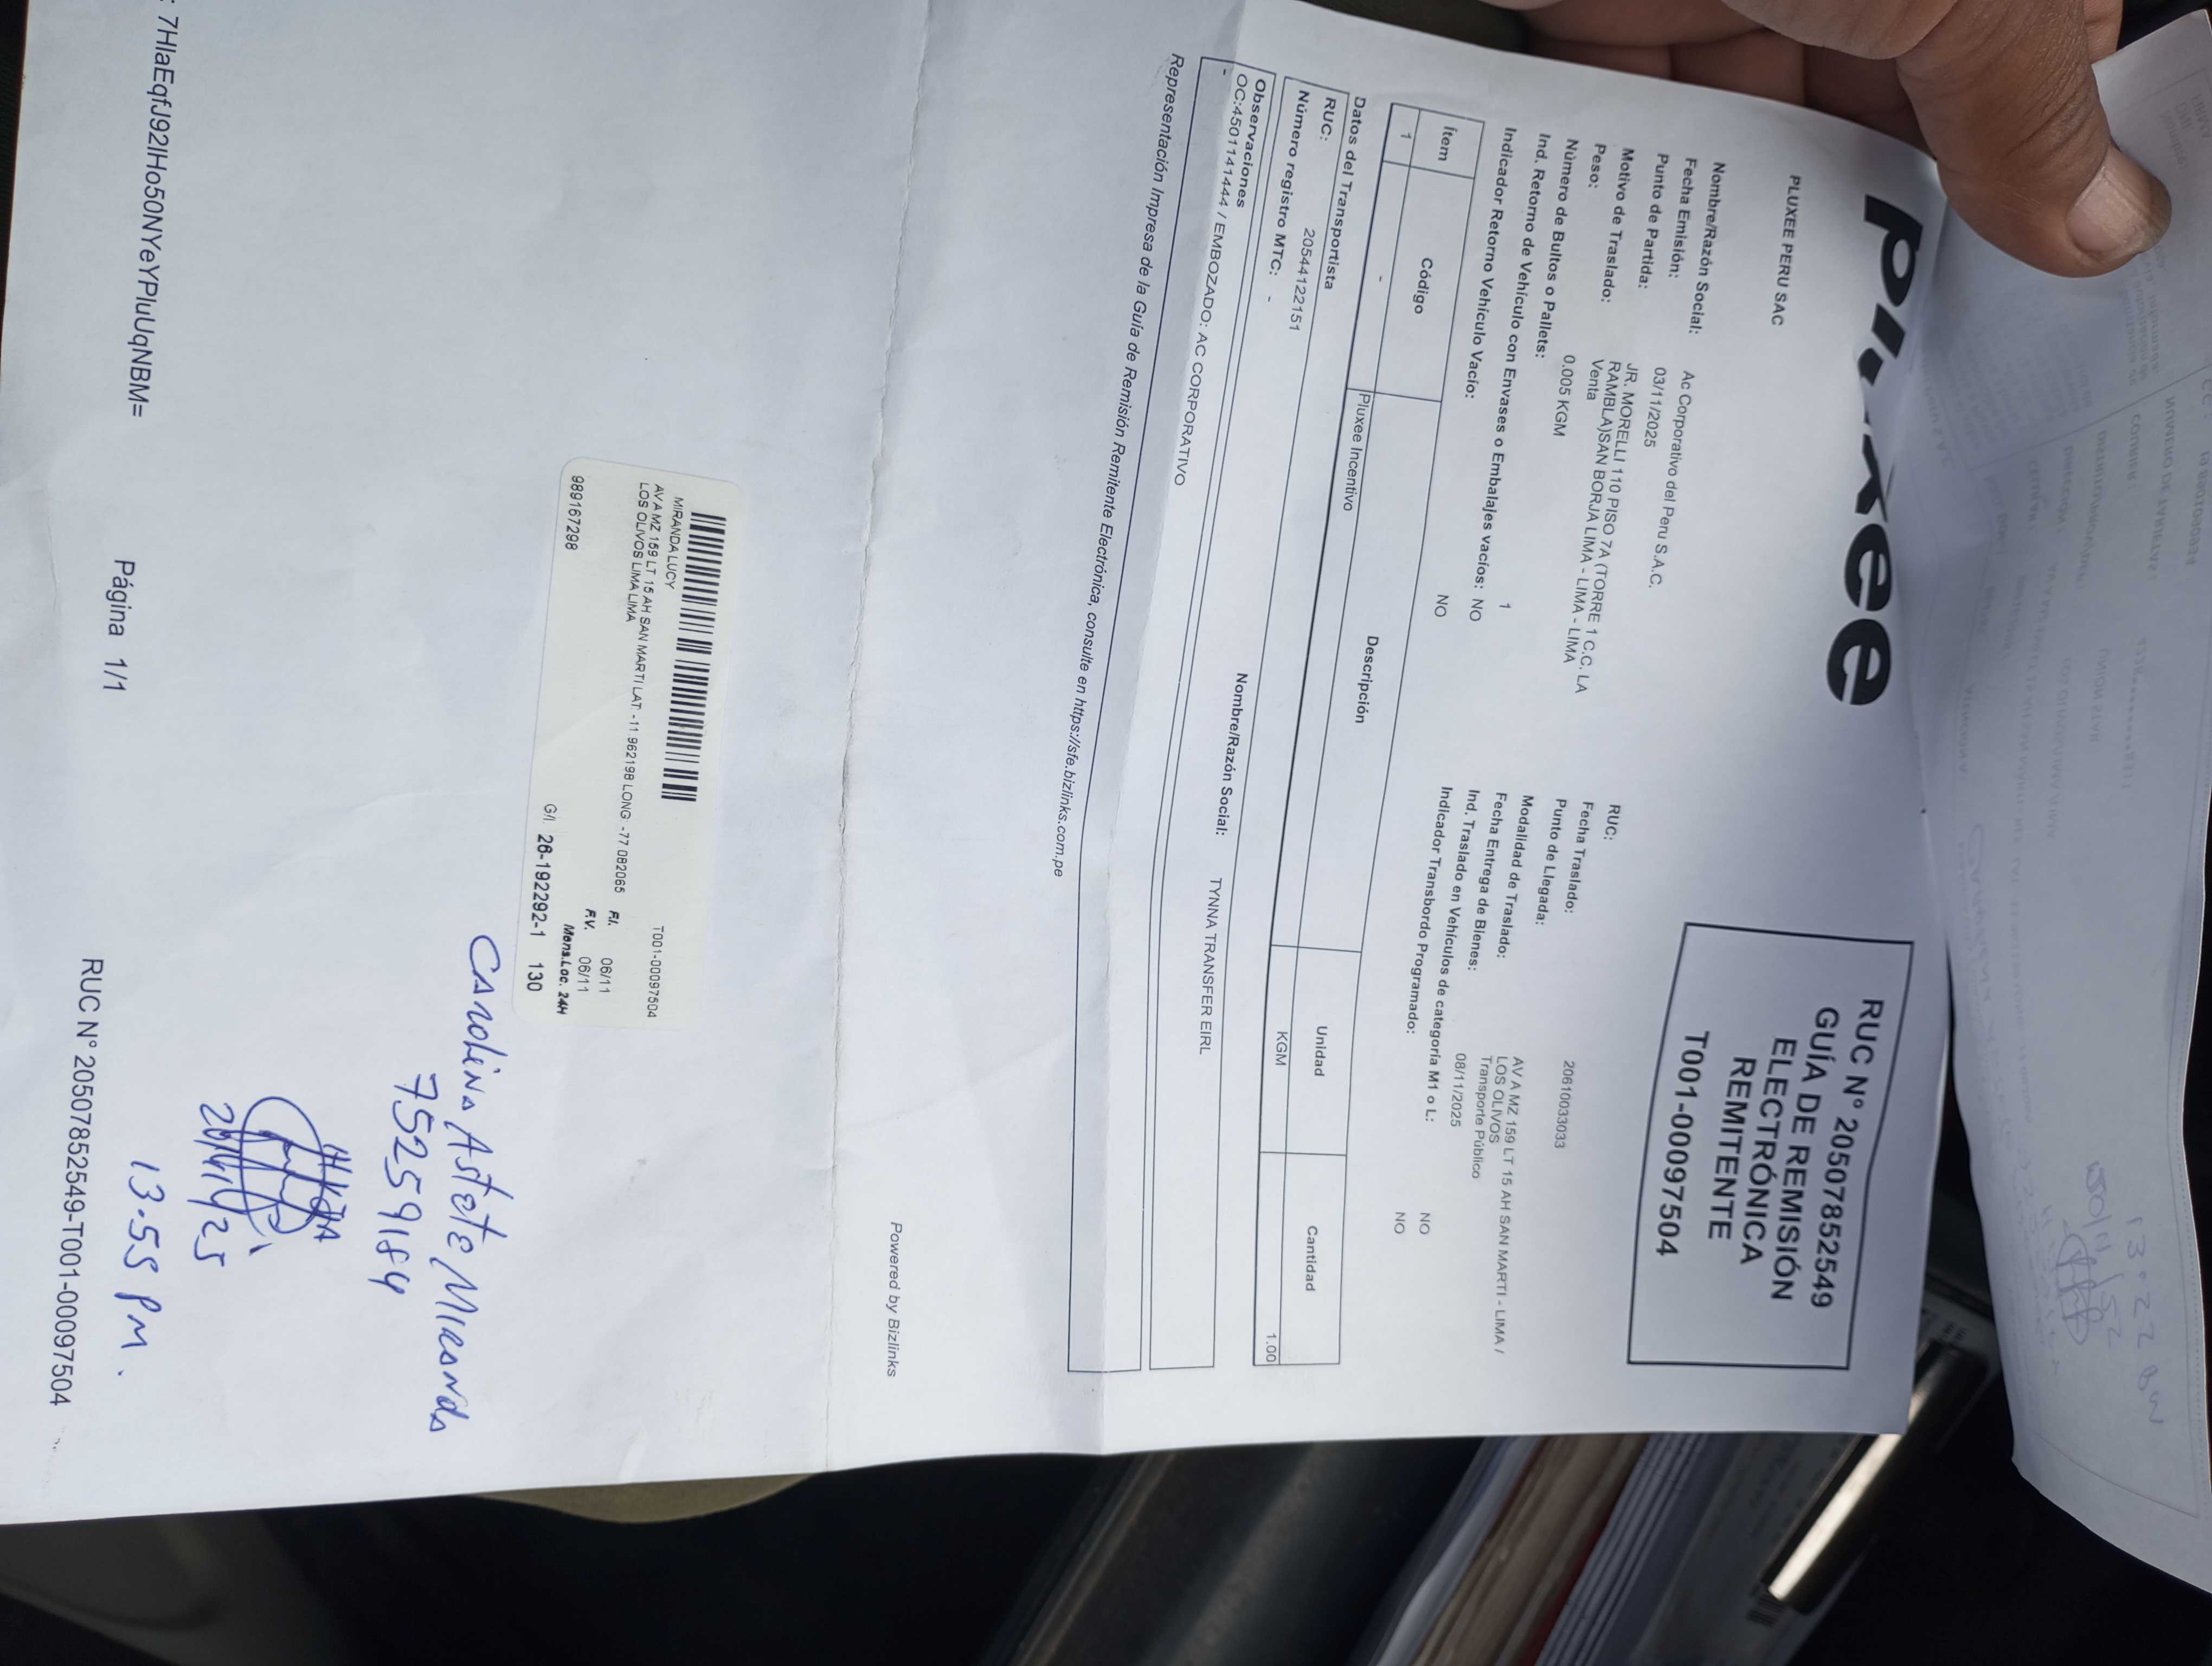 RUC N° 20507852549
GUÍA DE REMISIÓN
ELECTRÓNICA
REMITENTE
T001-00097504
PLUXEE PERU SAC
Nombre/Razón Social: Ac Corporativo del Peru S.A.C.
RUC: 20610033033
Fecha Emisión: 03/11/2025
Fecha Traslado:
Punto de Partida: JR. MORELLI 110 PISO 7A (TORRE 1 C.C. LA
RAMBLA)SAN BORJA LIMA - LIMA - LIMA
Punto de Llegada: AV A MZ 159 LT 15 AH SAN MARTI - LIMA /
LOS OLIVOS
Motivo de Traslado: Venta
Modalidad de Traslado: Transporte Público
Peso: 0.005 KGM
Fecha Entrega de Bienes: 08/11/2025
Número de Bultos o Pallets: 1
Ind. Traslado en Vehículos de categoría M1 o L: NO
Ind. Retorno de Vehículo con Envases o Embalajes vacíos: NO
Indicador Transbordo Programado: NO
Indicador Retorno Vehículo Vacío: NO
Ítem Código Descripción Unidad Cantidad
1 - Pluxee Incentivo KGM 1.00
Datos del Transportista
RUC: 20544122151 Nombre/Razón Social: TYNNA TRANSFER EIRL
Número registro MTC: -
Observaciones
OC:4501141444 / EMBOZADO: AC CORPORATIVO
-
Representación Impresa de la Guía de Remisión Remitente Electrónica, consulte en https://sfe.bizlinks.com.pe
Powered by Bizlinks
MIRANDA LUCY T001-00097504
AV A MZ 159 LT 15 AH SAN MARTI LAT: -11.962198 LONG: -77.082065 F.I. 06/11
LOS OLIVOS LIMA LIMA F.V. 06/11
Mens.Loc. 24H
989167298 G/I. 26-192292-1 130
Carolina Astete Miranda
75259184
13:55 PM.
: 7HIaEqfJ92IHo50NYeYPluUqNBM= Página 1/1 RUC N° 20507852549-T001-00097504